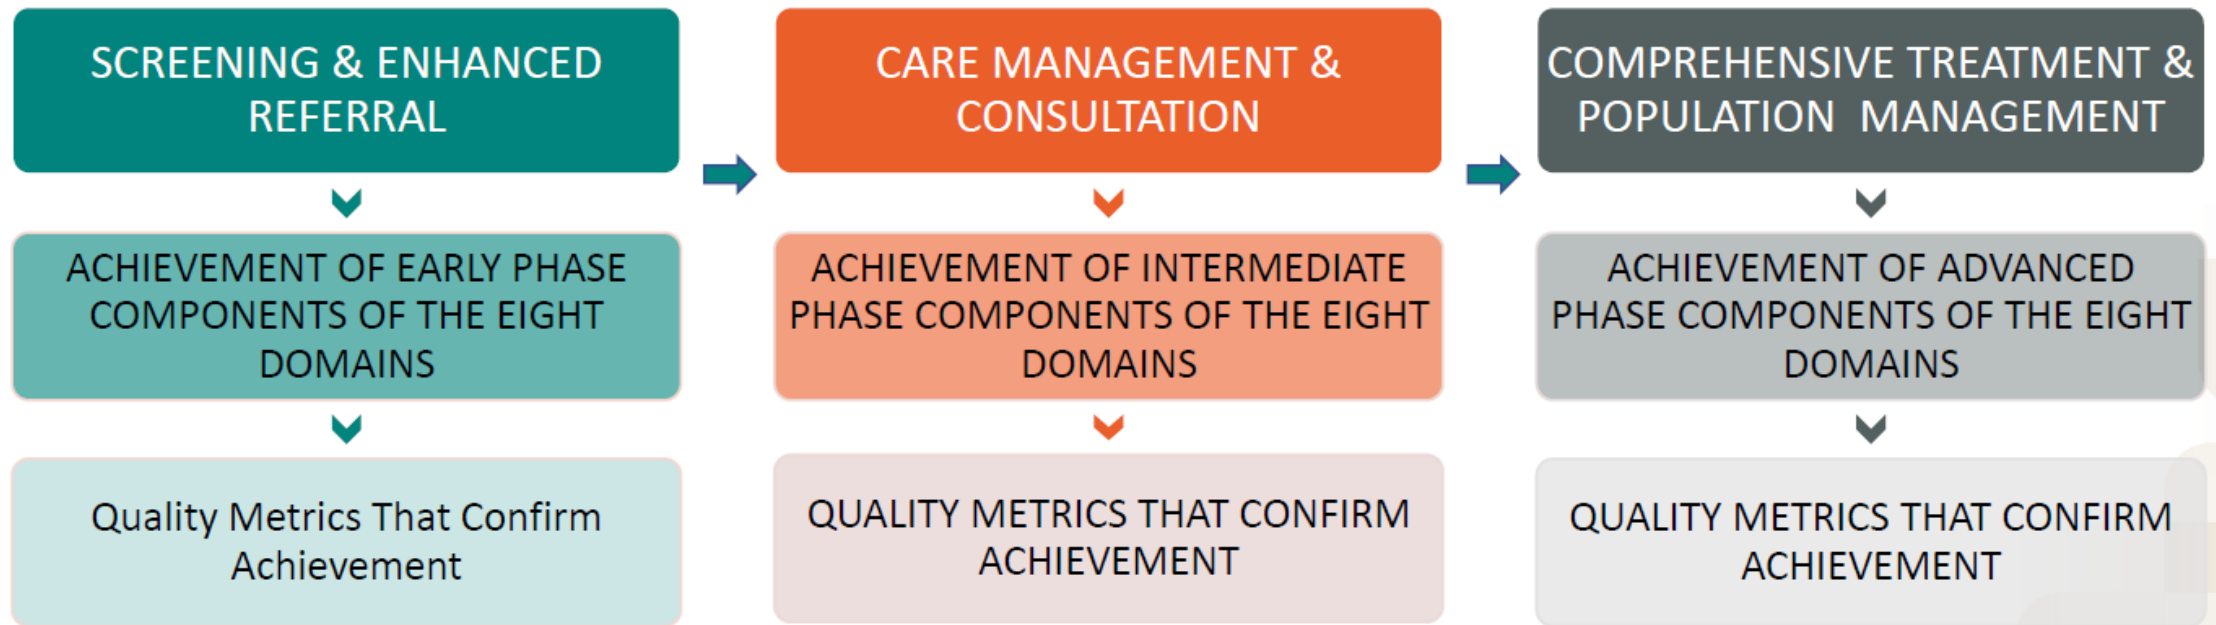 SCREENING & ENHANCED
REFERRAL
ACHIEVEMENT OF EARLY PHASE
COMPONENTS OF THE EIGHT
DOMAINS
Quality Metrics That Confirm
Achievement
CARE MANAGEMENT &
CONSULTATION
ACHIEVEMENT OF INTERMEDIATE
PHASE COMPONENTS OF THE EIGHT
DOMAINS
QUALITY METRICS THAT CONFIRM
ACHIEVEMENT
COMPREHENSIVE TREATMENT &
POPULATION  MANAGEMENT
ACHIEVEMENT OF ADVANCED
PHASE COMPONENTS OF THE EIGHT
DOMAINS
QUALITY METRICS THAT CONFIRM
ACHIEVEMENT